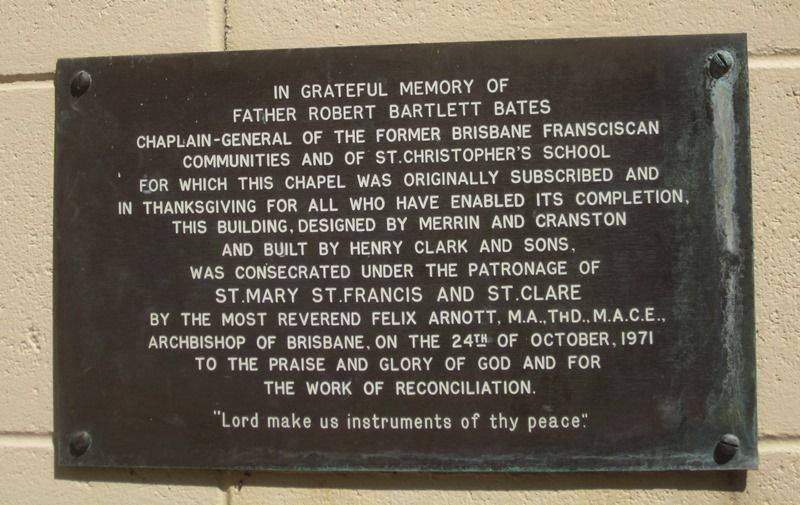 IN GRATEFUL MEMORY OF
FATHER ROBERT BARTLETT BATES
CHAPLAIN-GENERAL OF THE FORMER BRISBANE FRANSCISCAN
COMMUNITIES AND OF ST.CHRISTOPHER'S SCHOOL
FOR WHICH THIS CHAPEL WAS ORIGINALLY SUBSCRIBED AND
IN THANKSGIVING FOR ALL WHO HAVE ENABLED ITS COMPLETION,
THIS BUILDING, DESIGNED BY MERRIN AND CRANSTON
AND BUILT BY HENRY CLARK AND SONS,
WAS CONSECRATED UNDER THE PATRONAGE OF
ST.MARY ST.FRANCIS AND ST.CLARE
BY THE MOST REVEREND FELIX ARNOTT, M.A.,THD., M.A.C.E.,
ARCHBISHOP OF BRISBANE, ON THE 24TH OF OCTOBER, 1971
TO THE PRAISE AND GLORY OF GOD AND FOR
THE WORK OF RECONCILIATION.
"Lord make us instruments of thy peace."